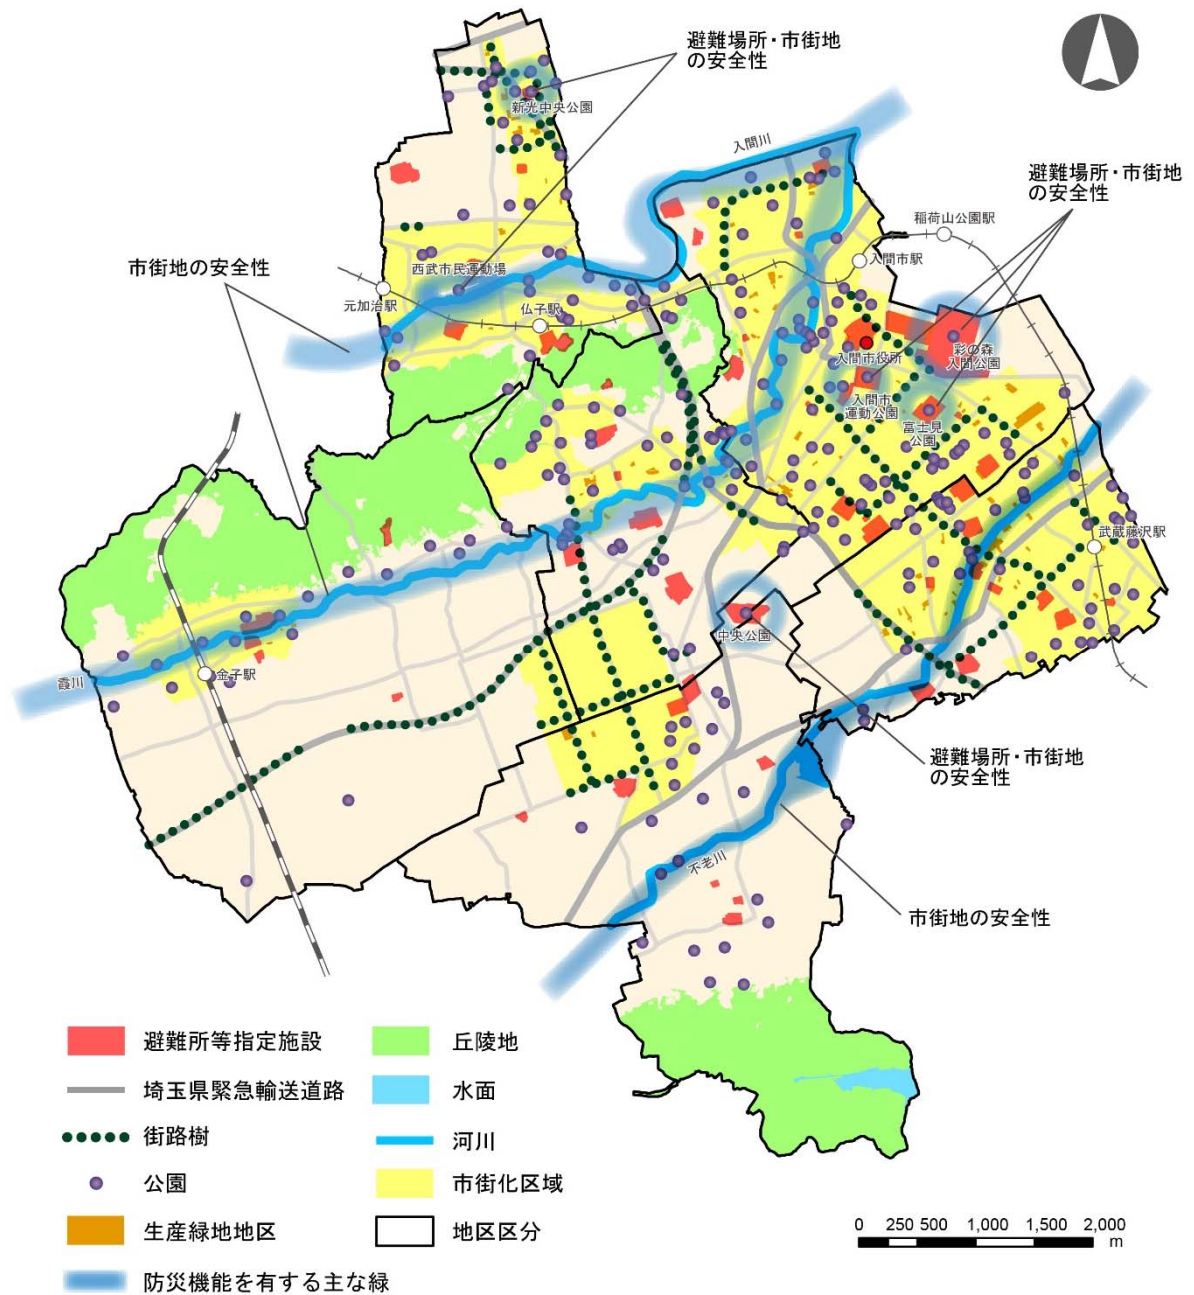 避難場所・市街地
の安全性
新光中央公園
入間川
避難場所・市街地
の安全性
稲荷山公園駅
市街地の安全性
西武市民運動場
入間市駅
元加治駅
仏子駅
入間市役所
彩の森
入間公園
入間市
運動公園
富士見
公園
武蔵藤沢駅
中央公園
金子駅
霞川
避難場所・市街地
の安全性
不老川
市街地の安全性
避難所等指定施設
丘陵地
埼玉県緊急輸送道路
水面
街路樹
河川
公園
市街化区域
生産緑地地区
地区区分
防災機能を有する主な緑
0 250 500 1,000 1,500 2,000
m